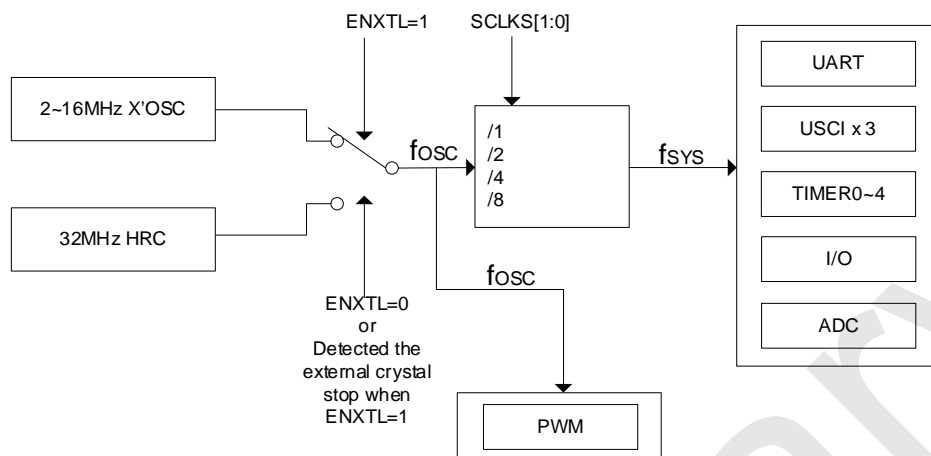 ENXTL=1
SCLKS[1:0]
2~16MHz X'OSC
32MHz HRC
fOSC
/1
/2
/4
/8
fSYS
UART
USCI x 3
TIMER0~4
I/O
ADC
fOSC
ENXTL=0
or
Detected the
external crystal
stop when
ENXTL=1
PWM